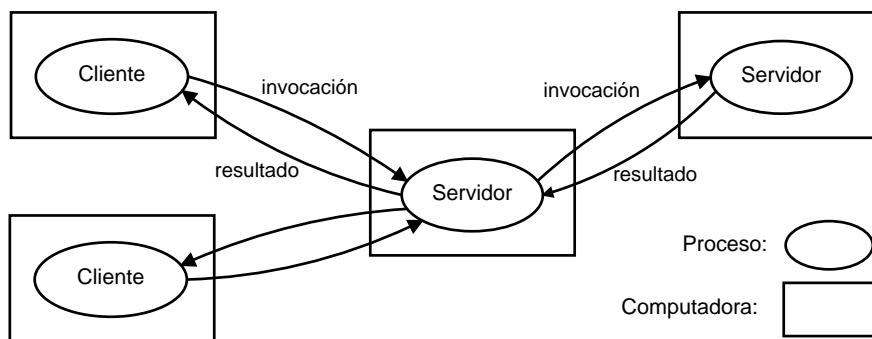 Cliente
invocación
resultado
Servidor
invocación
resultado
Servidor
Cliente
Proceso:
Computadora: